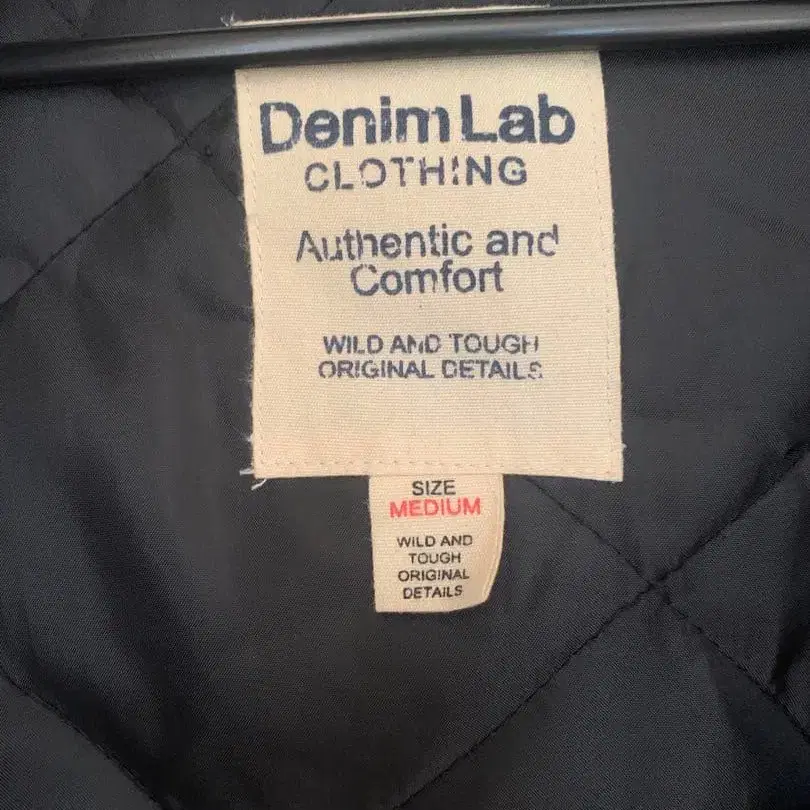 Denim Lab
CLOTHING
Authentic and
Comfort
WILD AND TOUGH
ORIGINAL DETAILS
SIZE
MEDIUM
WILD AND
TOUGH
ORIGINAL
DETAILS